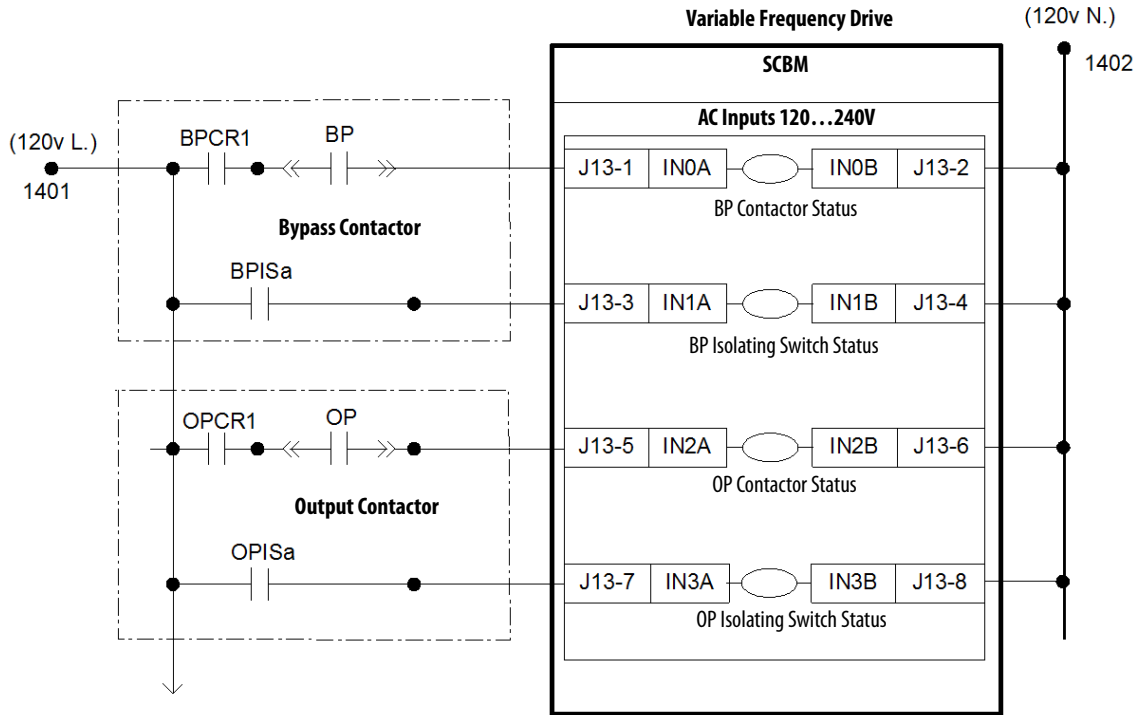 Variable Frequency Drive
(120v N.)
1402
SCBM
AC Inputs 120...240V
(120v L.)
1401
BPCR1
BP
J13-1
IN0A
IN0B
J13-2
BP Contactor Status
Bypass Contactor
BPISa
J13-3
IN1A
IN1B
J13-4
BP Isolating Switch Status
OPCR1
OP
J13-5
IN2A
IN2B
J13-6
OP Contactor Status
Output Contactor
OPISa
J13-7
IN3A
IN3B
J13-8
OP Isolating Switch Status